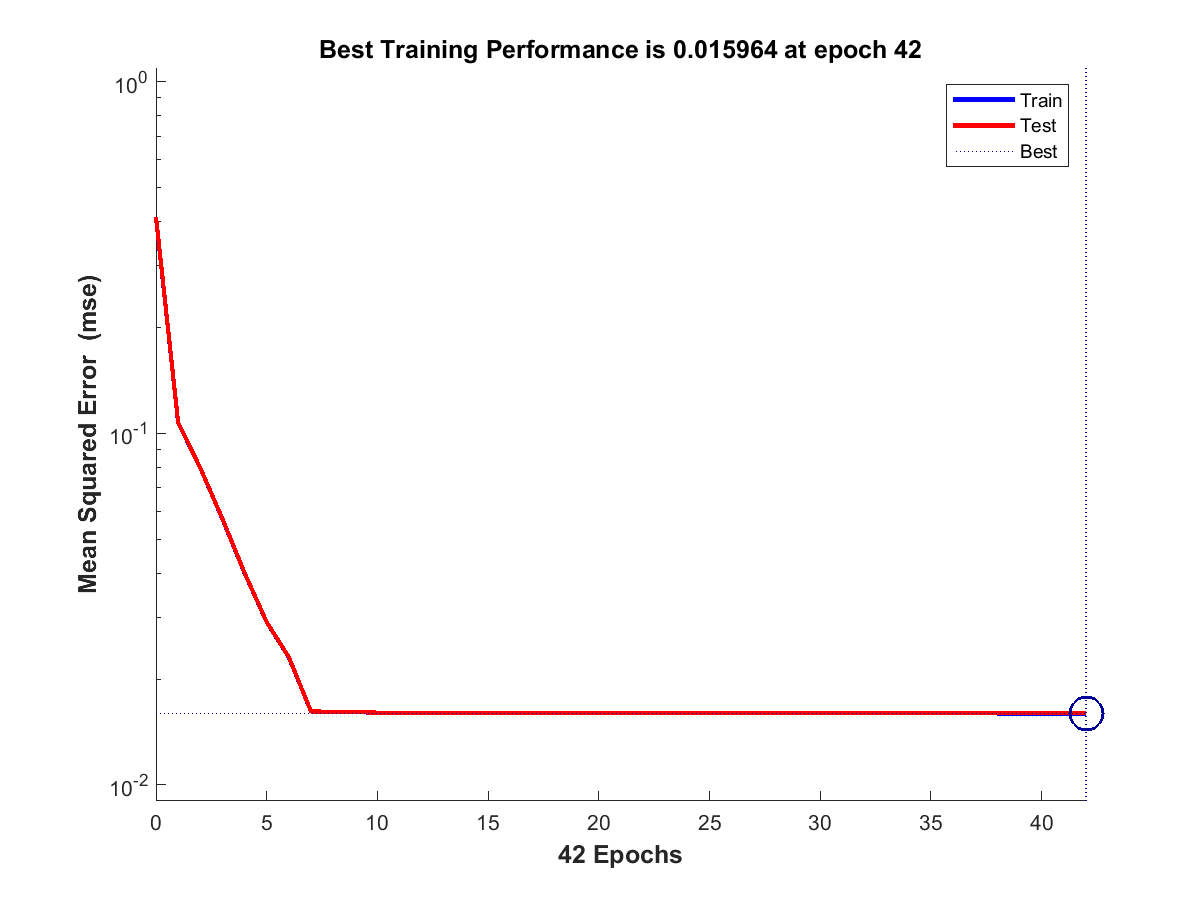 Best Training Performance is 0.015964 at epoch 42
10^0
10^-1
10^-2
Mean Squared Error (mse)
Train
Test
Best
0 5 10 15 20 25 30 35 40
42 Epochs